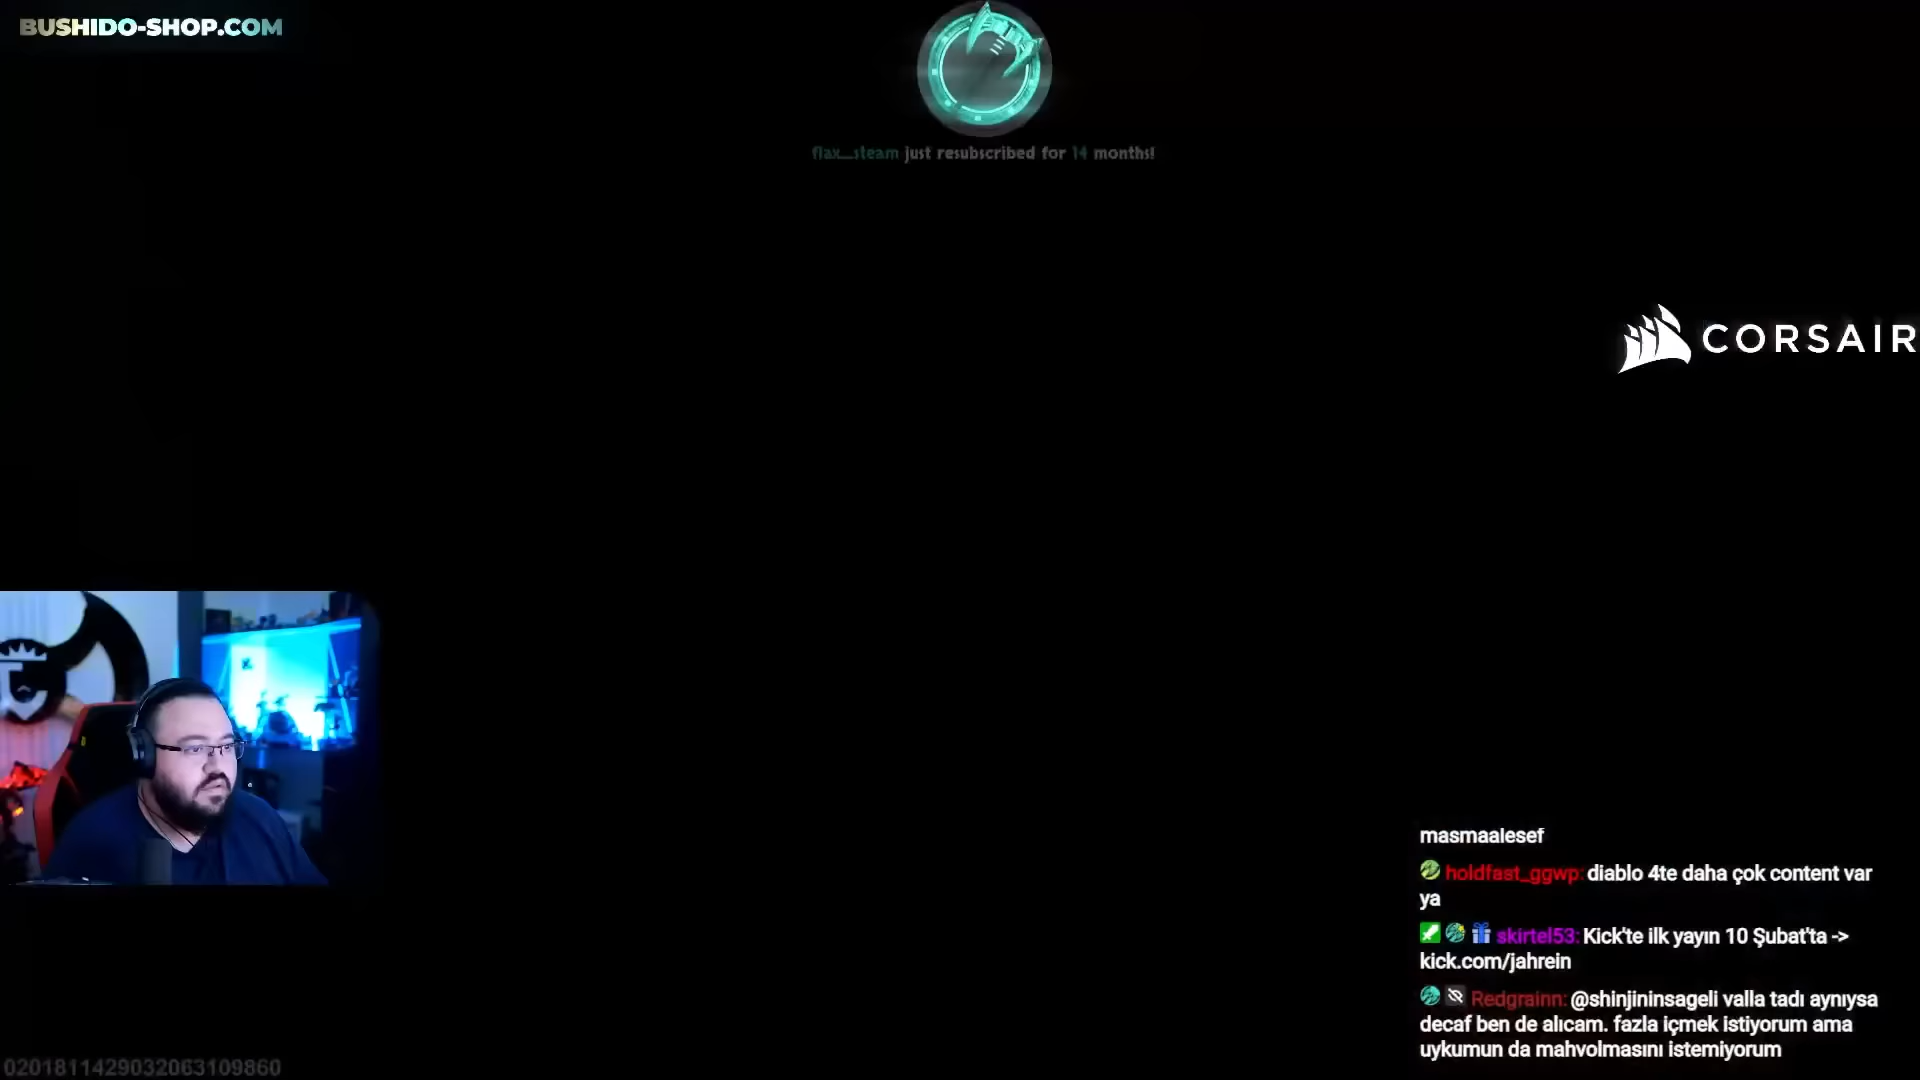 BUSHIDO-SHOP.COM
flax_steam just resubscribed for 14 months!
CORSAIR
masmaalesef
holdfast_ggwp: diablo 4te daha çok content var
ya
skirtel53: Kick'te ilk yayın 10 Şubat'ta ->
kick.com/jahrein
Redgrainn: @shinjininsageli valla tadı aynıysa
decaf ben de alıcam. fazla içmek istiyorum ama
uykumun da mahvolmasını istemiyorum
0201811429032063109860